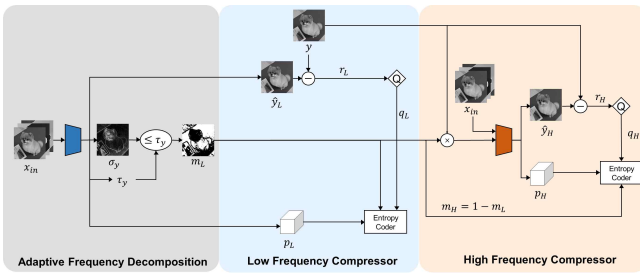 y
r_L
Q
ŷ_L
q_L
x_in
σ_y
≤ τ_y
m_L
τ_y
p_L
Entropy
Coder
x_in
ŷ_H
r_H
Q
q_H
p_H
Entropy
Coder
m_H = 1 − m_L
Adaptive Frequency Decomposition
Low Frequency Compressor
High Frequency Compressor